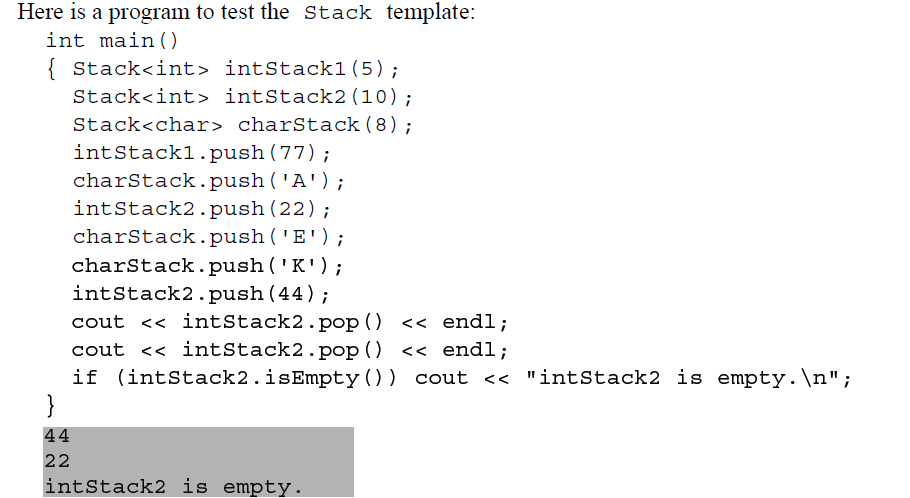 Here is a program to test the Stack template:
int main()
{ Stack<int> intStack1(5);
Stack<int> intStack2(10);
Stack<char> charStack(8);
intStack1.push(77);
charStack.push('A');
intStack2.push(22);
charStack.push('E');
charStack.push('K');
intStack2.push(44);
cout << intStack2.pop() << endl;
cout << intStack2.pop() << endl;
if (intStack2.isEmpty()) cout << "intStack2 is empty.\n";
}
44
22
intStack2 is empty.